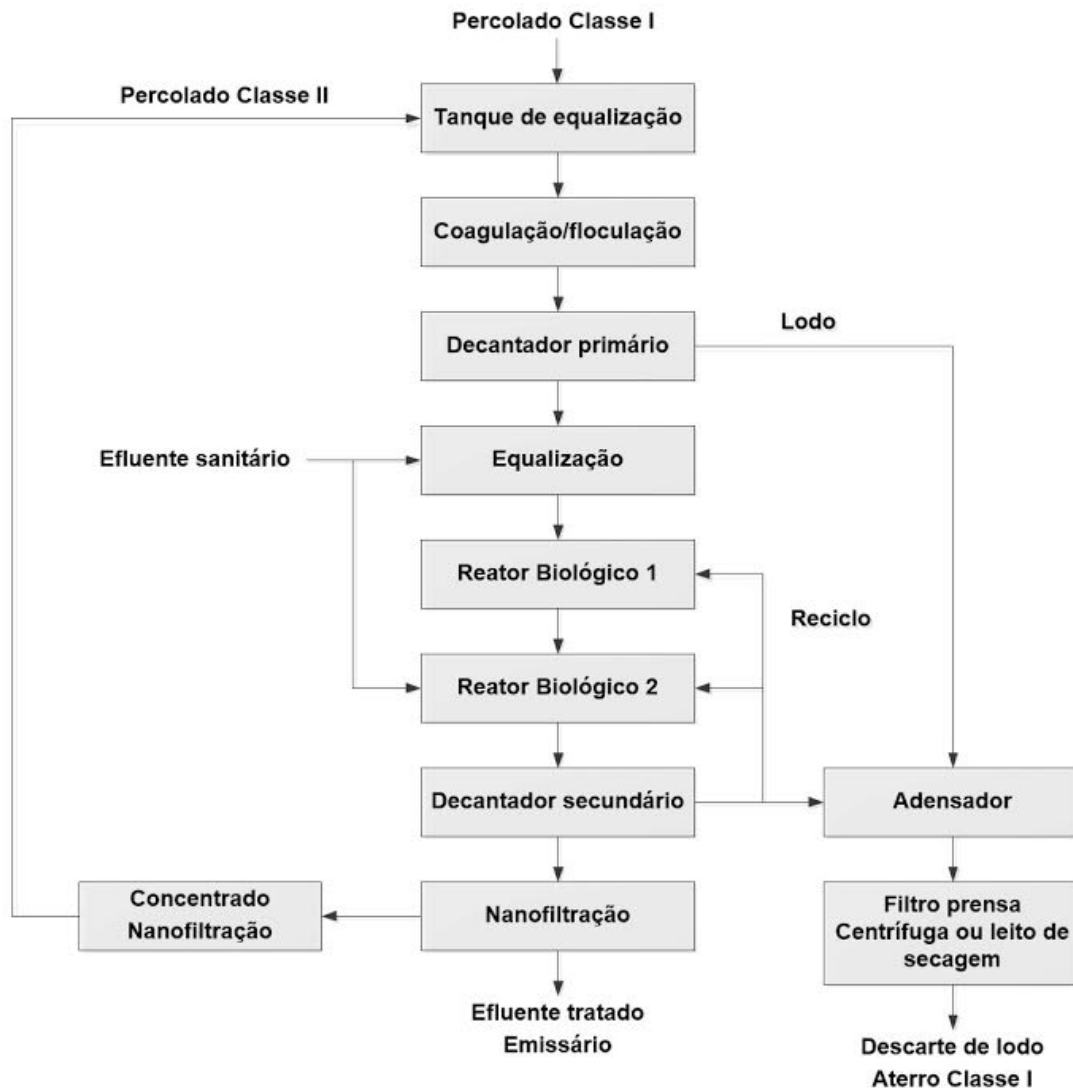 Percolado Classe I
Percolado Classe II
Tanque de equalização
Coagulação/floculação
Lodo
Decantador primário
Efluente sanitário
Equalização
Reator Biológico 1
Reciclo
Reator Biológico 2
Decantador secundário
Adensador
Concentrado
Nanofiltração
Nanofiltração
Filtro prensa
Centrífuga ou leito de
secagem
Efluente tratado
Emissário
Descarte de lodo
Aterro Classe I